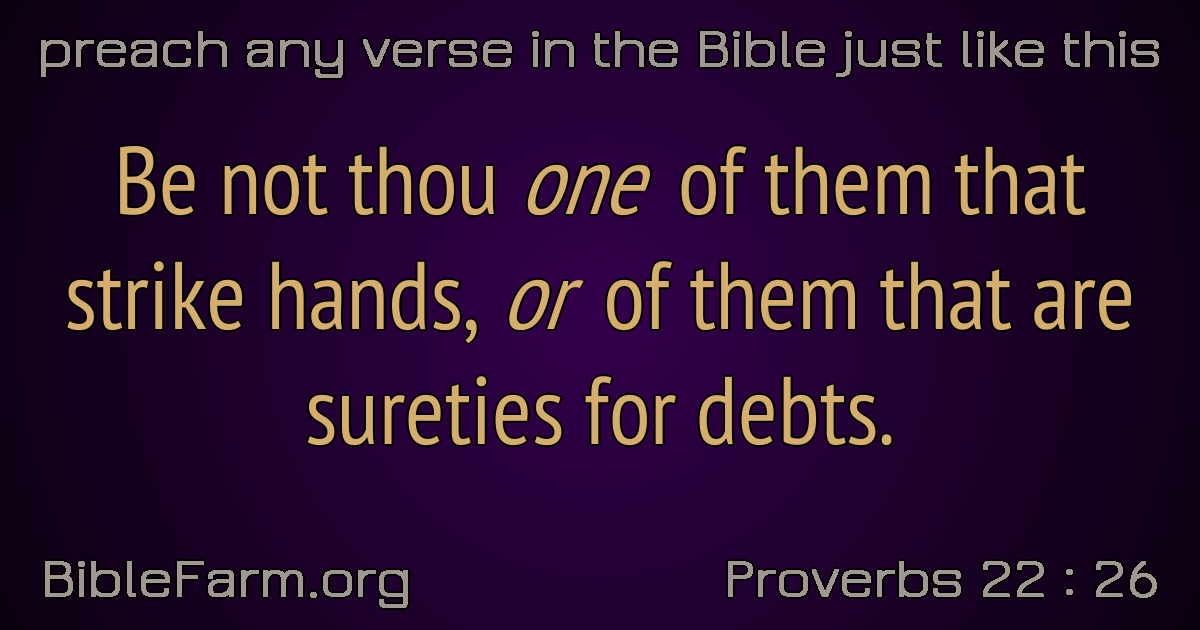 preach any verse in the Bible just like this
Be not thou one of them that
strike hands, or of them that are
sureties for debts.
BibleFarm.org
Proverbs 22 : 26